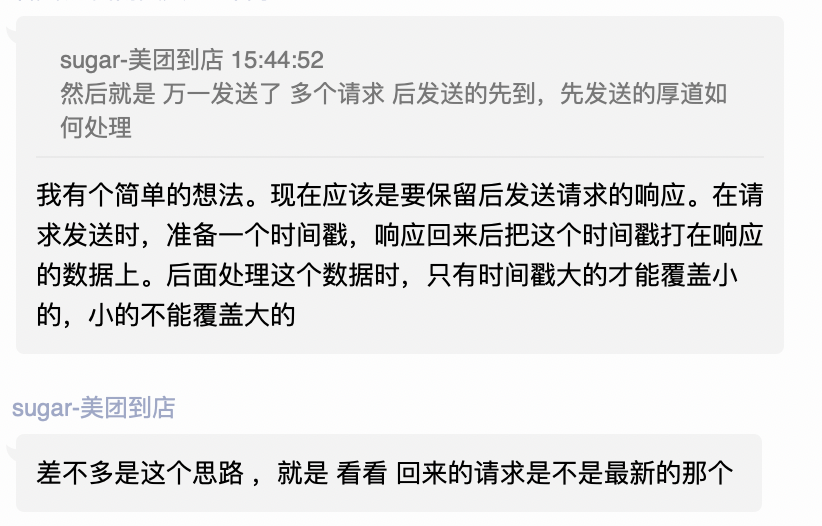 sugar-美团到店 15:44:52
然后就是 万一发送了 多个请求 后发送的先到，先发送的厚道如
何处理
我有个简单的想法。现在应该是要保留后发送请求的响应。在请
求发送时，准备一个时间戳，响应回来后把这个时间戳打在响应
的数据上。后面处理这个数据时，只有时间戳大的才能覆盖小
的，小的不能覆盖大的
sugar-美团到店
差不多是这个思路 ，就是 看看 回来的请求是不是最新的那个